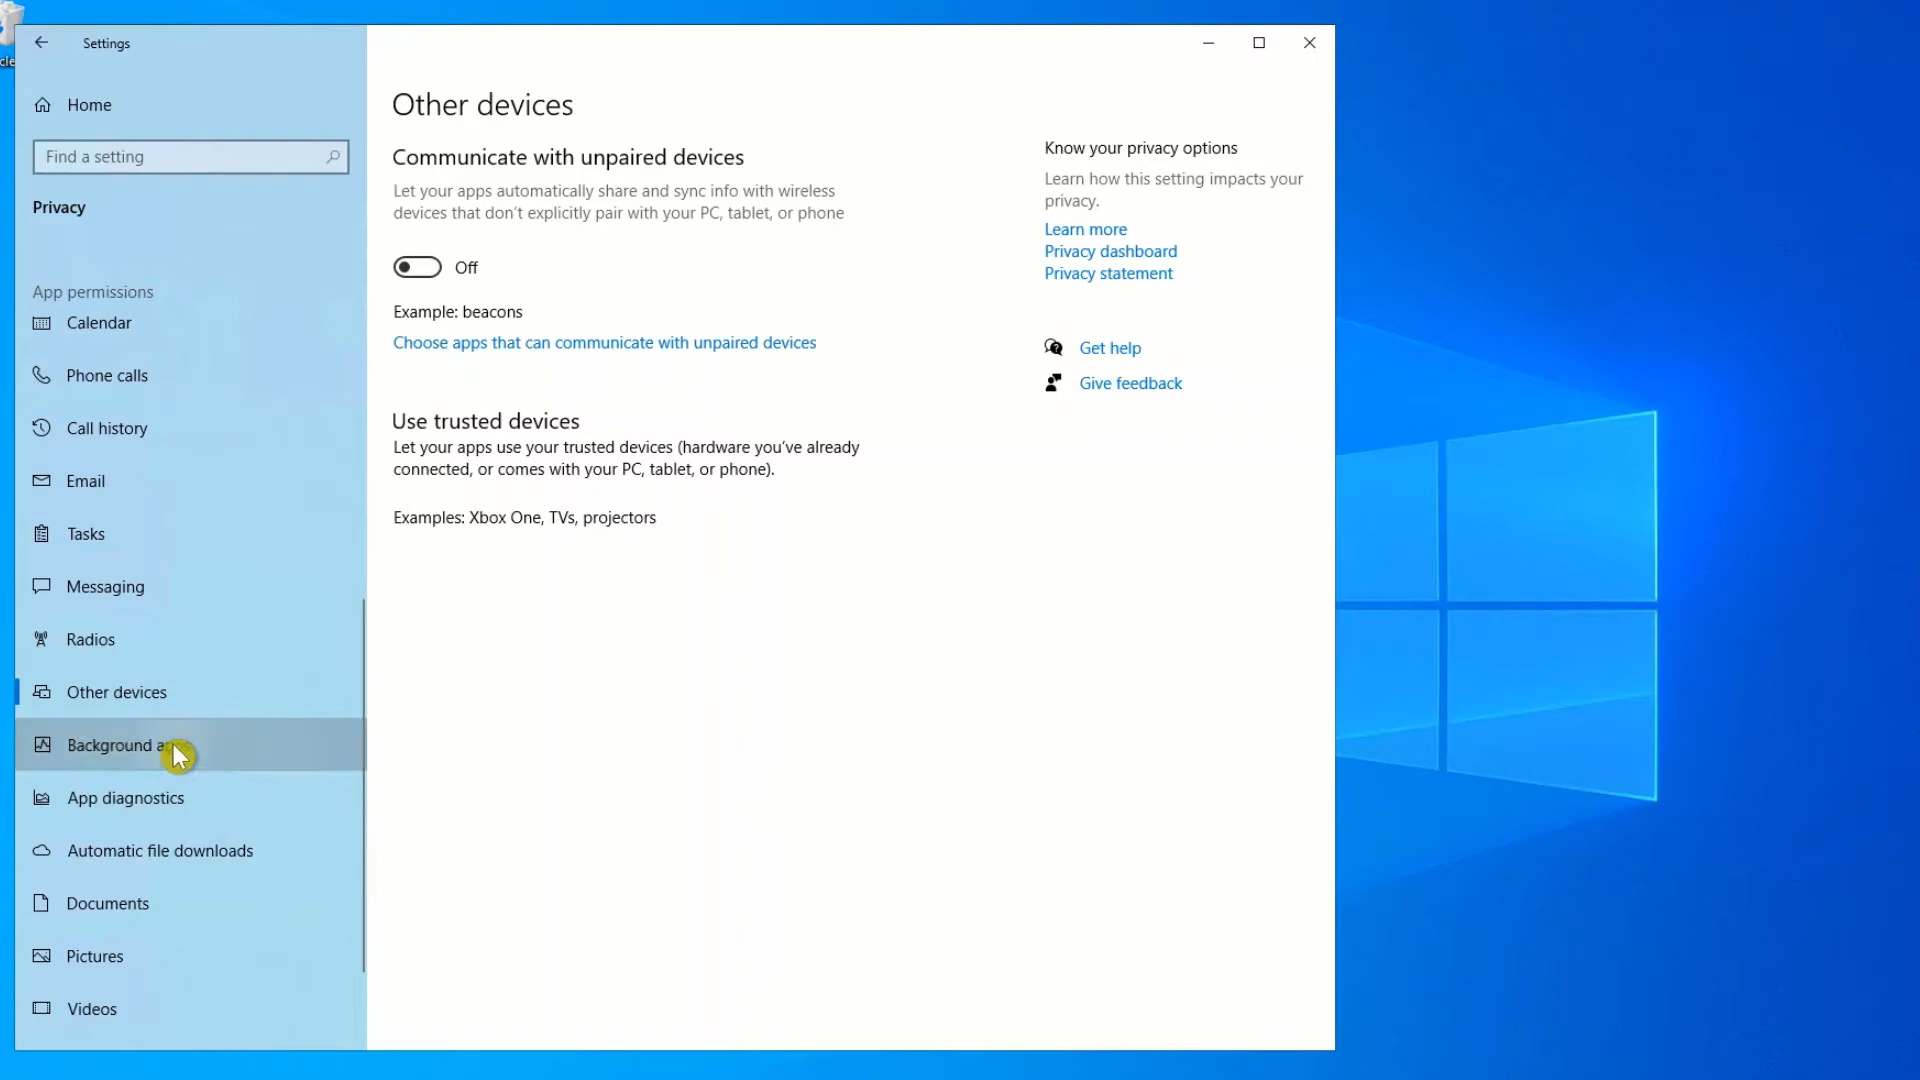 cle
Settings
Home
Find a setting
Privacy
App permissions
Calendar
Phone calls
Call history
Email
Tasks
Messaging
Radios
Other devices
Background
App diagnostics
Automatic file downloads
Documents
Pictures
Videos
Other devices
Communicate with unpaired devices
Let your apps automatically share and sync info with wireless
devices that don't explicitly pair with your PC, tablet, or phone
Off
Example: beacons
Choose apps that can communicate with unpaired devices
Use trusted devices
Let your apps use your trusted devices (hardware you've already
connected, or comes with your PC, tablet, or phone).
Examples: Xbox One, TVs, projectors
Know your privacy options
Learn how this setting impacts your
privacy.
Learn more
Privacy dashboard
Privacy statement
Get help
Give feedback